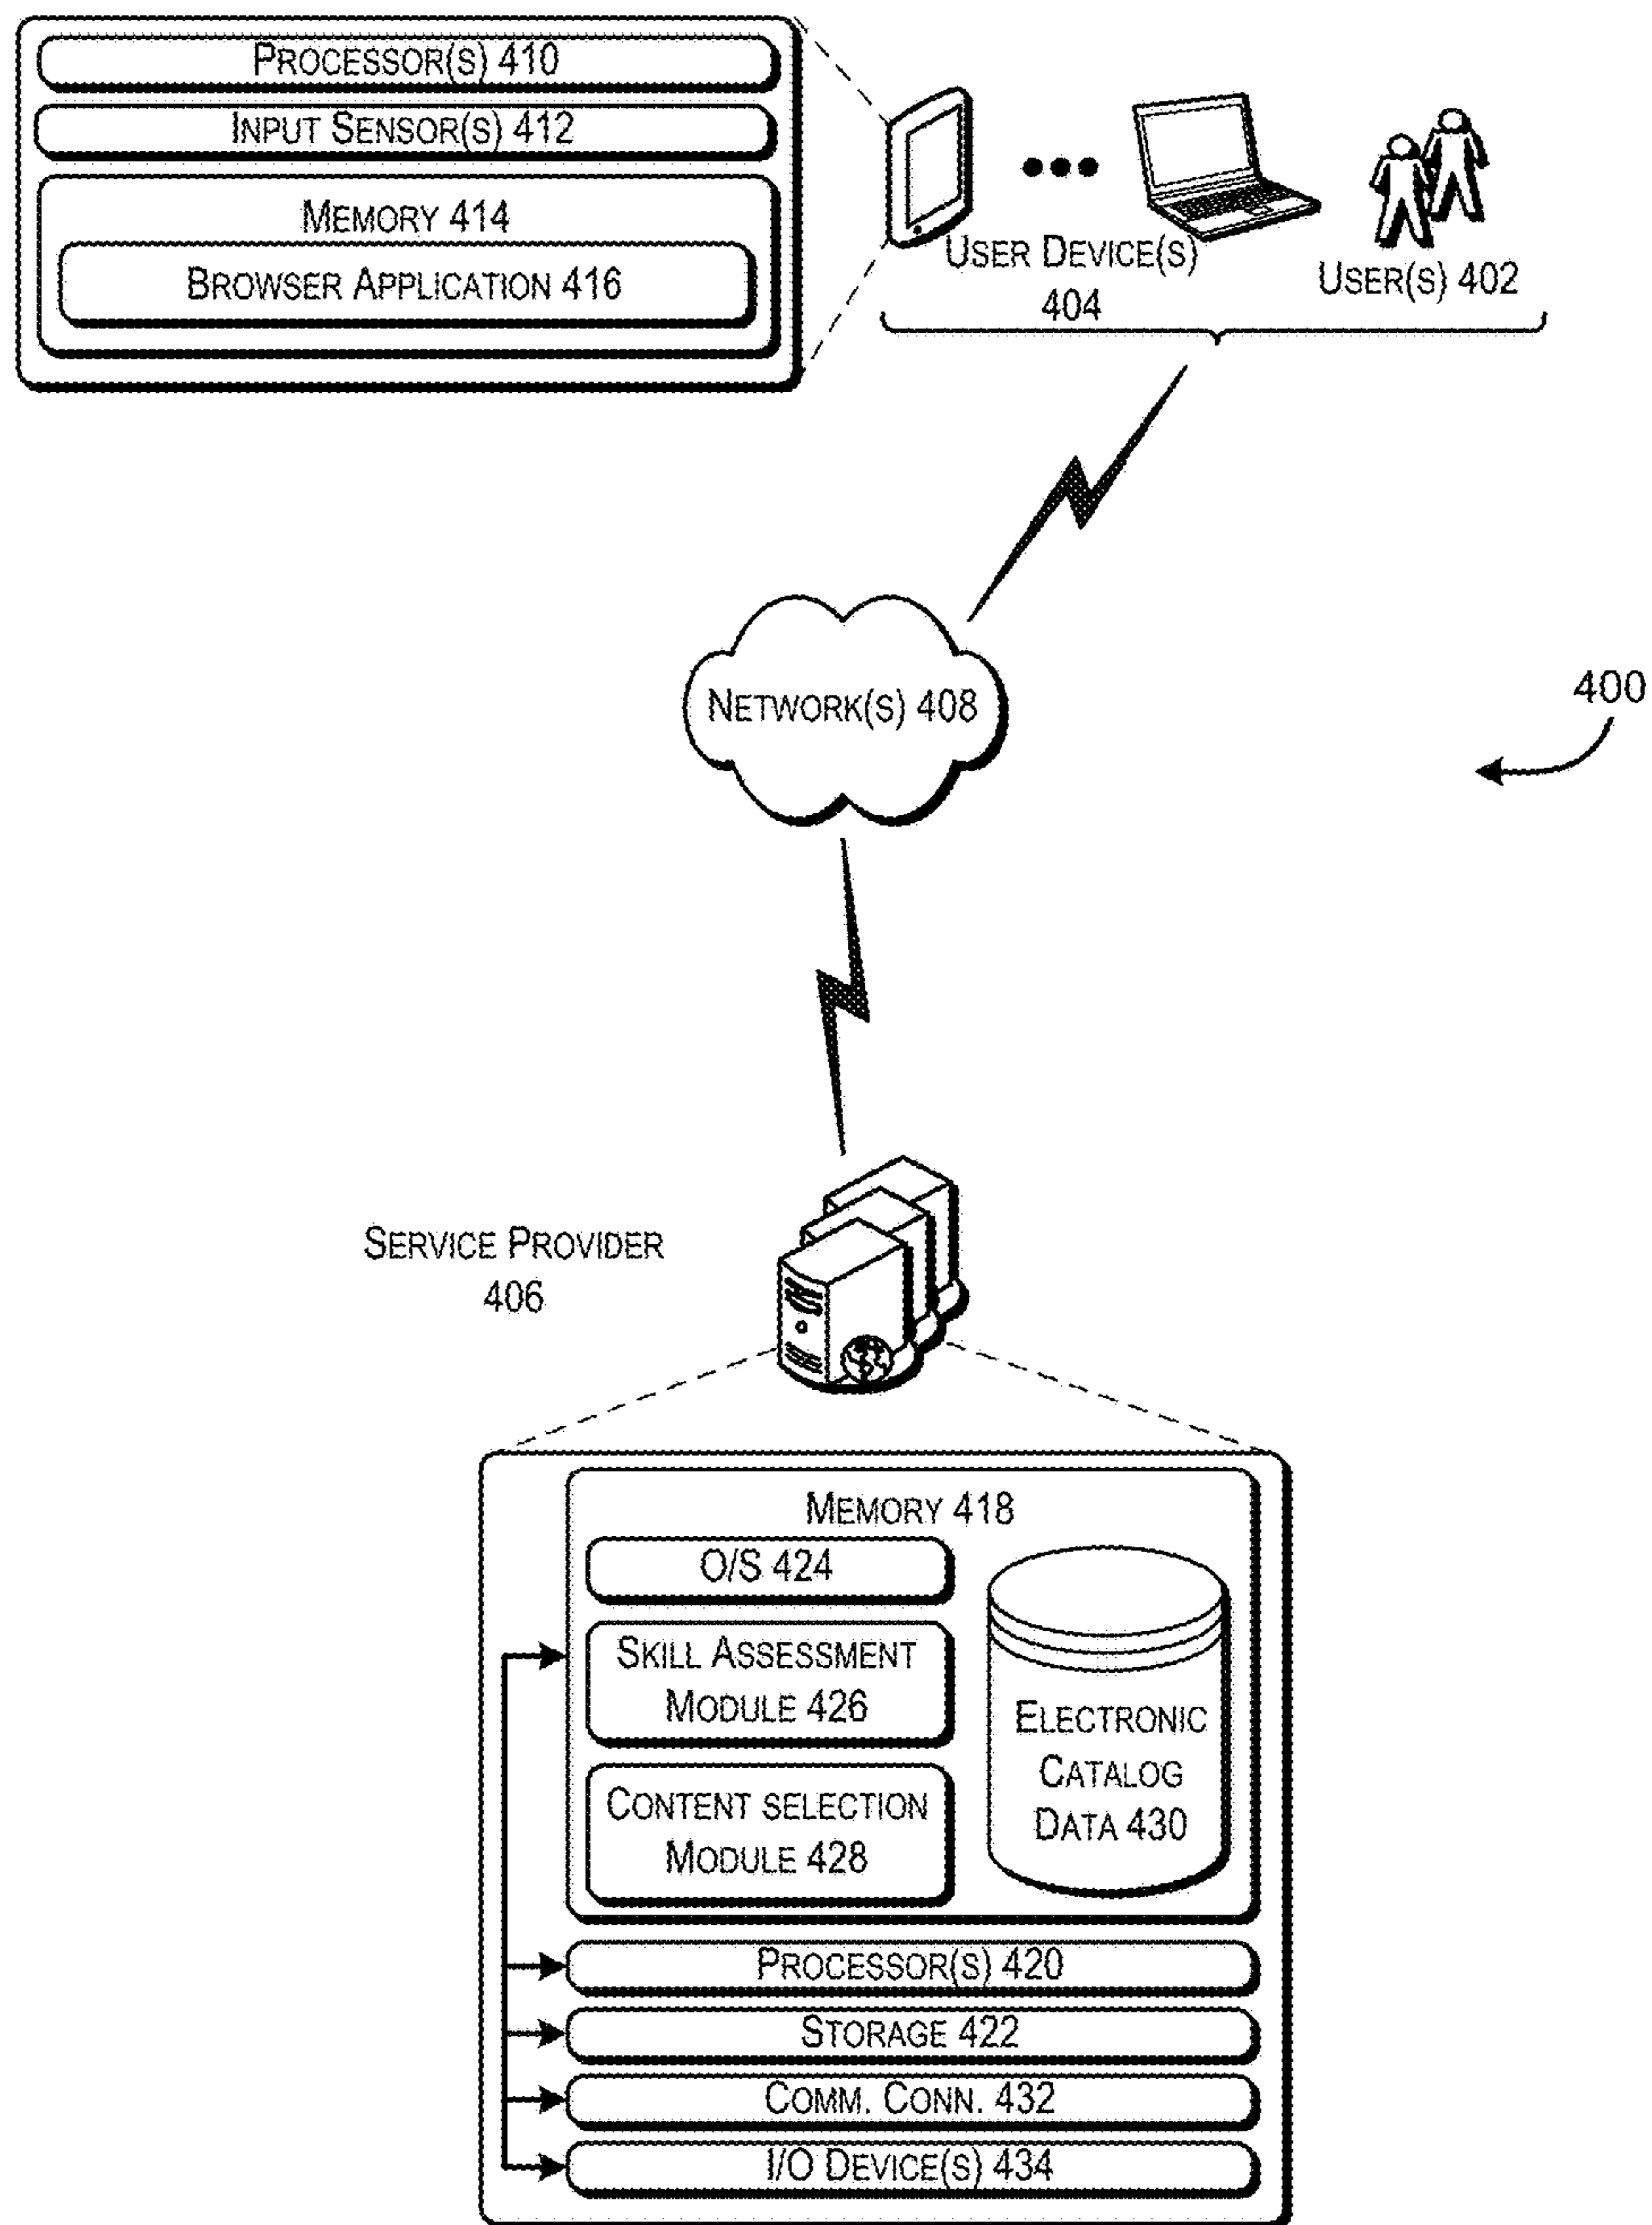 PROCESSOR(S) 410
INPUT SENSOR(S) 412
MEMORY 414
BROWSER APPLICATION 416
USER DEVICE(S)
404
USER(S) 402
NETWORK(S) 408
400
SERVICE PROVIDER
406
MEMORY 418
O/S 424
SKILL ASSESSMENT
MODULE 426
CONTENT SELECTION
MODULE 428
ELECTRONIC
CATALOG
DATA 430
PROCESSOR(S) 420
STORAGE 422
COMM. CONN. 432
I/O DEVICE(S) 434